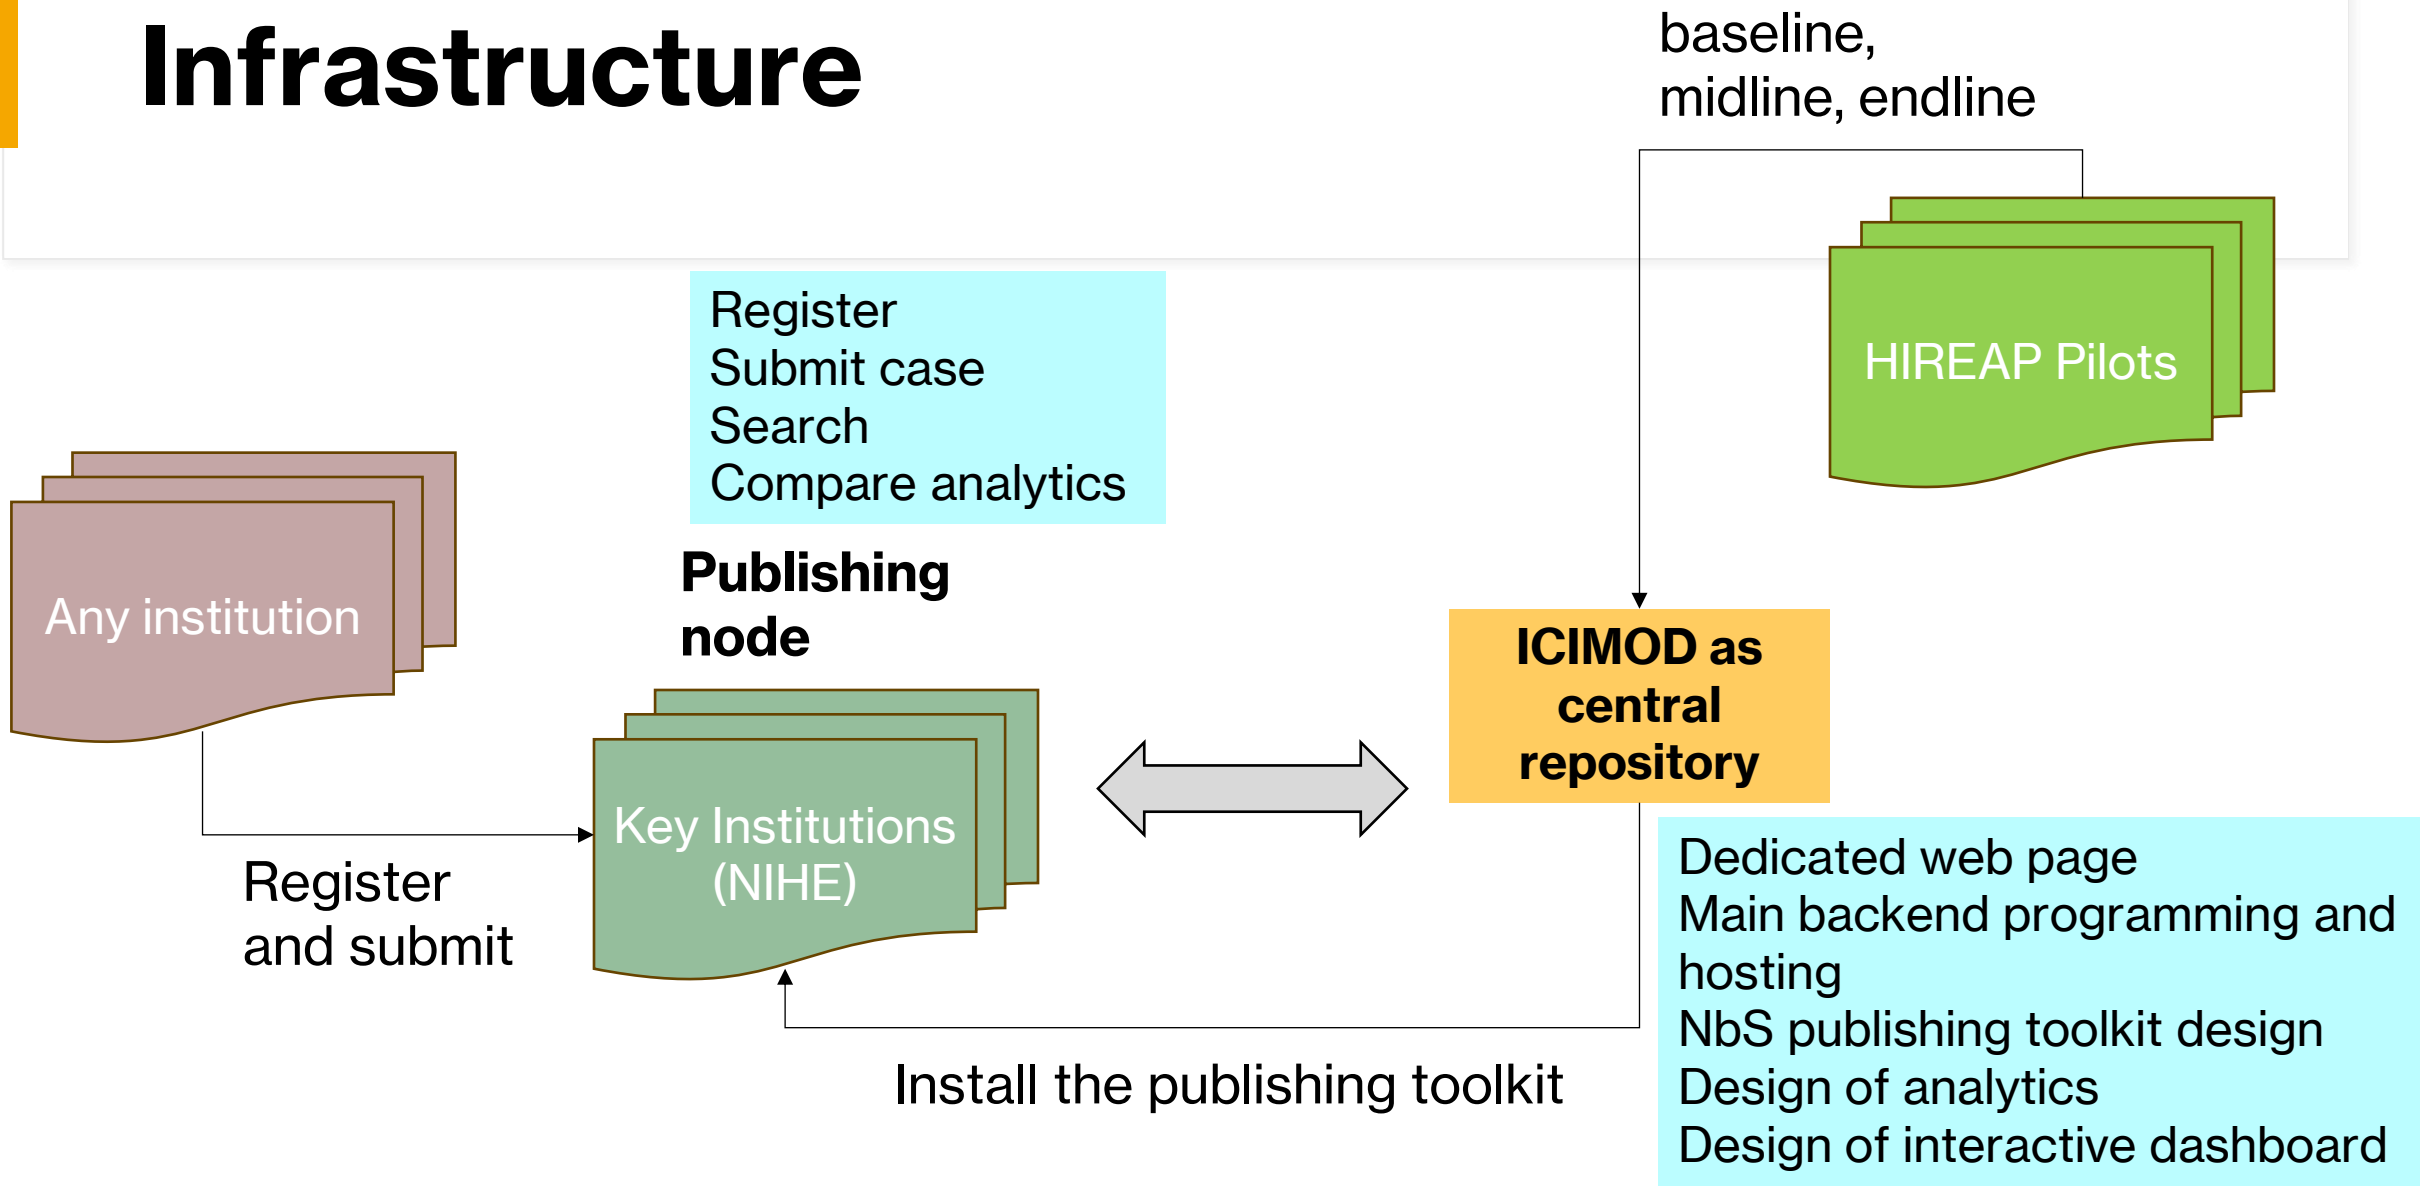 Infrastructure
baseline,
midline, endline
HIREAP Pilots
Register
Submit case
Search
Compare analytics
Any institution
Publishing
node
ICIMOD as
central
repository
Key Institutions
(NIHE)
Register
and submit
Dedicated web page
Main backend programming and
hosting
NbS publishing toolkit design
Design of analytics
Design of interactive dashboard
Install the publishing toolkit